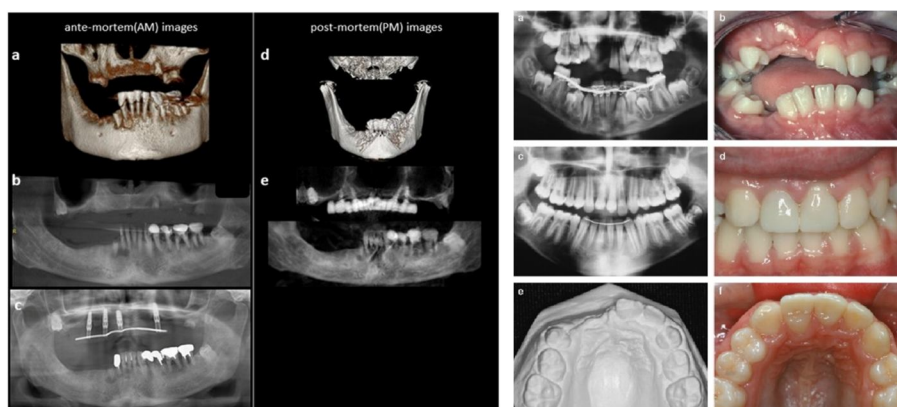 ante-mortem(AM) images
post-mortem(PM) images
a
d
b
e
c
a
b
c
d
e
f